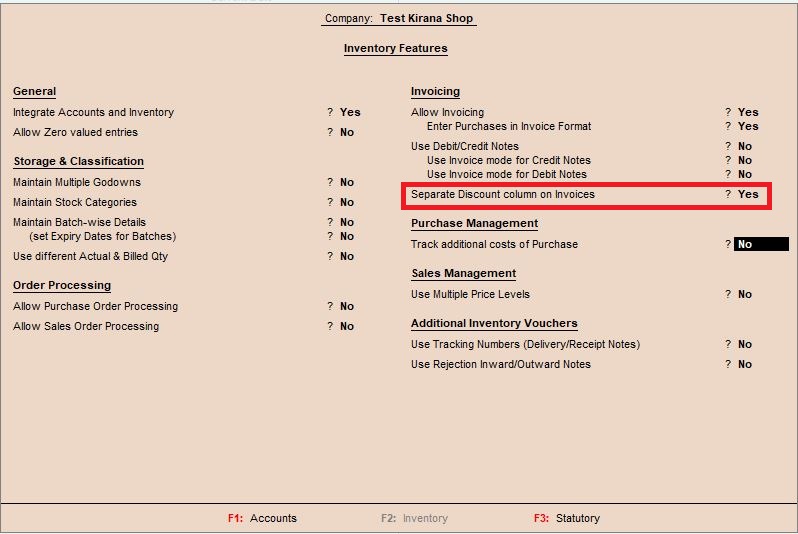 Company: Test Kirana Shop
Inventory Features
General
Integrate Accounts and Inventory ? Yes
Allow Zero valued entries ? No
Storage & Classification
Maintain Multiple Godowns ? No
Maintain Stock Categories ? No
Maintain Batch-wise Details ? No
(set Expiry Dates for Batches) ? No
Use different Actual & Billed Qty ? No
Order Processing
Allow Purchase Order Processing ? No
Allow Sales Order Processing ? No
Invoicing
Allow Invoicing ? Yes
Enter Purchases in Invoice Format ? Yes
Use Debit/Credit Notes ? No
Use Invoice mode for Credit Notes ? No
Use Invoice mode for Debit Notes ? No
Separate Discount column on Invoices ? Yes
Purchase Management
Track additional costs of Purchase ? No
Sales Management
Use Multiple Price Levels ? No
Additional Inventory Vouchers
Use Tracking Numbers (Delivery/Receipt Notes) ? No
Use Rejection Inward/Outward Notes ? No
F1: Accounts F2: Inventory F3: Statutory